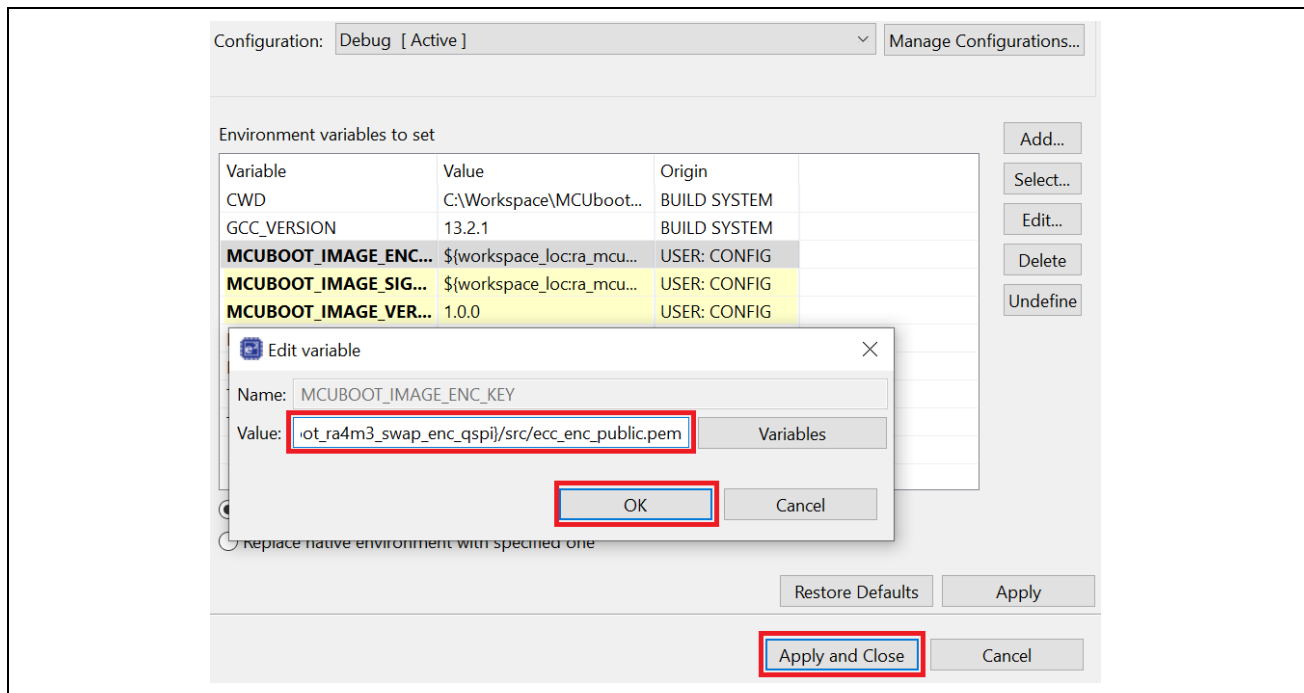 Configuration: Debug [ Active ] Manage Configurations...
Environment variables to set
Add...
Variable Value Origin
Select...
CWD C:\Workspace\MCUboot... BUILD SYSTEM
GCC_VERSION 13.2.1 BUILD SYSTEM
Edit...
MCUBOOT_IMAGE_ENC... ${workspace_loc:ra_mcu... USER: CONFIG
Delete
MCUBOOT_IMAGE_SIG... ${workspace_loc:ra_mcu... USER: CONFIG
Undefine
MCUBOOT_IMAGE_VER... 1.0.0 USER: CONFIG
Edit variable
Name: MCUBOOT_IMAGE_ENC_KEY
Value: ot_ra4m3_swap_enc_qspi}/src/ecc_enc_public.pem Variables
OK Cancel
Replace native environment with specified one
Restore Defaults Apply
Apply and Close Cancel